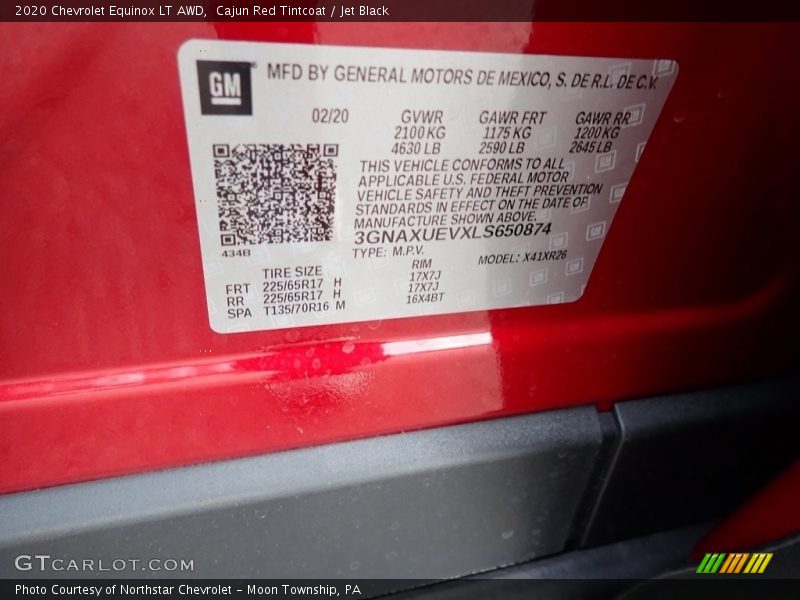 2020 Chevrolet Equinox LT AWD, Cajun Red Tintcoat / Jet Black
GM
MFD BY GENERAL MOTORS DE MEXICO, S. DE R.L. DE C.V.
02/20 GVWR GAWR FRT GAWR RR
2100 KG 1175 KG 1200 KG
4630 LB 2590 LB 2645 LB
THIS VEHICLE CONFORMS TO ALL
APPLICABLE U.S. FEDERAL MOTOR
VEHICLE SAFETY AND THEFT PREVENTION
STANDARDS IN EFFECT ON THE DATE OF
MANUFACTURE SHOWN ABOVE.
3GNAXUEVXLS650874
434B
TYPE: M.P.V. MODEL: X41XR26
TIRE SIZE RIM
FRT 225/65R17 H 17X7J
RR 225/65R17 H 17X7J
SPA T135/70R16 M 16X4BT
GTCARLOT.COM
Photo Courtesy of Northstar Chevrolet - Moon Township, PA